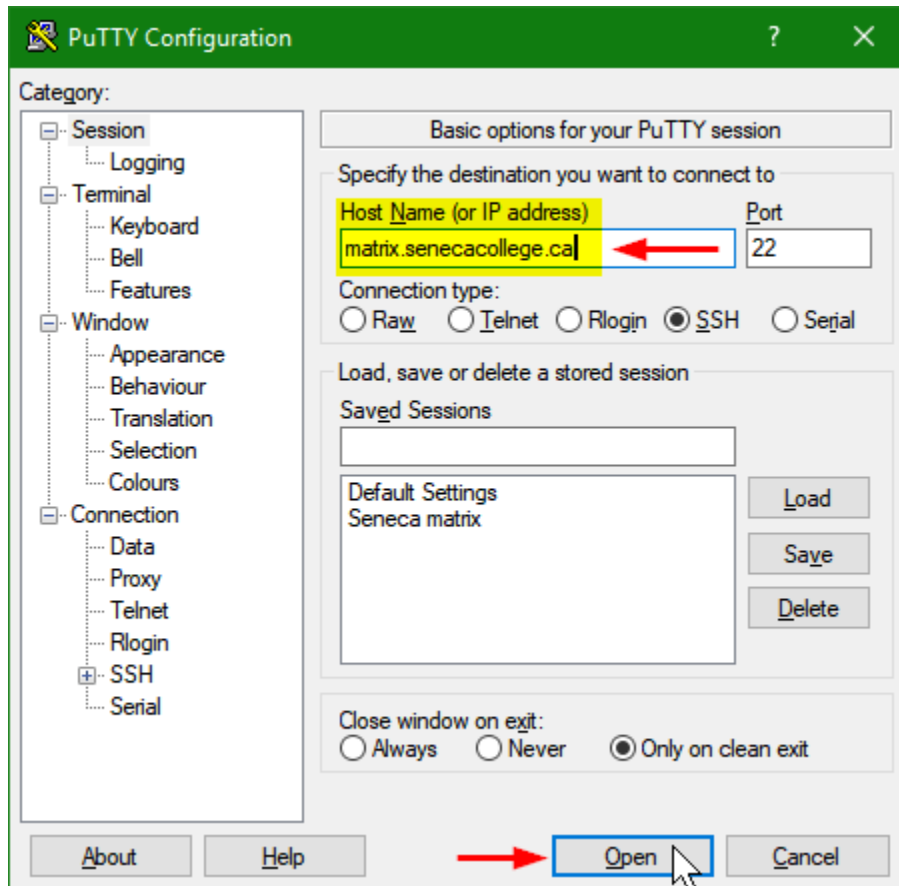 PuTTY Configuration
?
Category:
Session
Logging
Terminal
Keyboard
Bell
Features
Window
Appearance
Behaviour
Translation
Selection
Colours
Connection
Data
Proxy
Telnet
Rlogin
SSH
Serial
Basic options for your PuTTY session
Specify the destination you want to connect to
Host Name (or IP address) Port
matrix.senecacollege.ca 22
Connection type:
Raw Telnet Rlogin SSH Serial
Load, save or delete a stored session
Saved Sessions
Default Settings
Seneca matrix
Load
Save
Delete
Close window on exit:
Always Never Only on clean exit
About Help Open Cancel